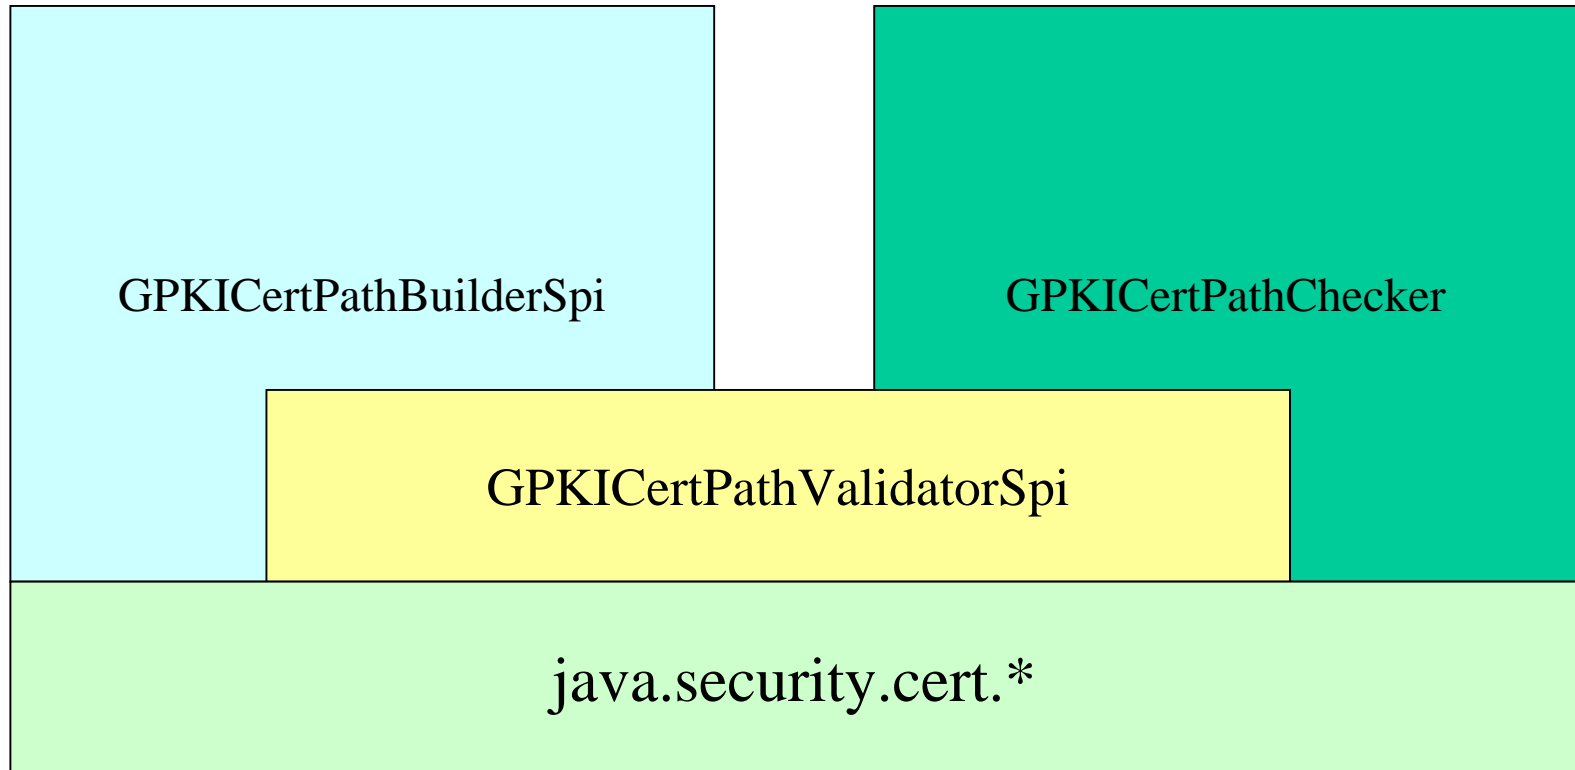 GPKICertPathBuilderSpi
GPKICertPathChecker
GPKICertPathValidatorSpi
java.security.cert.*